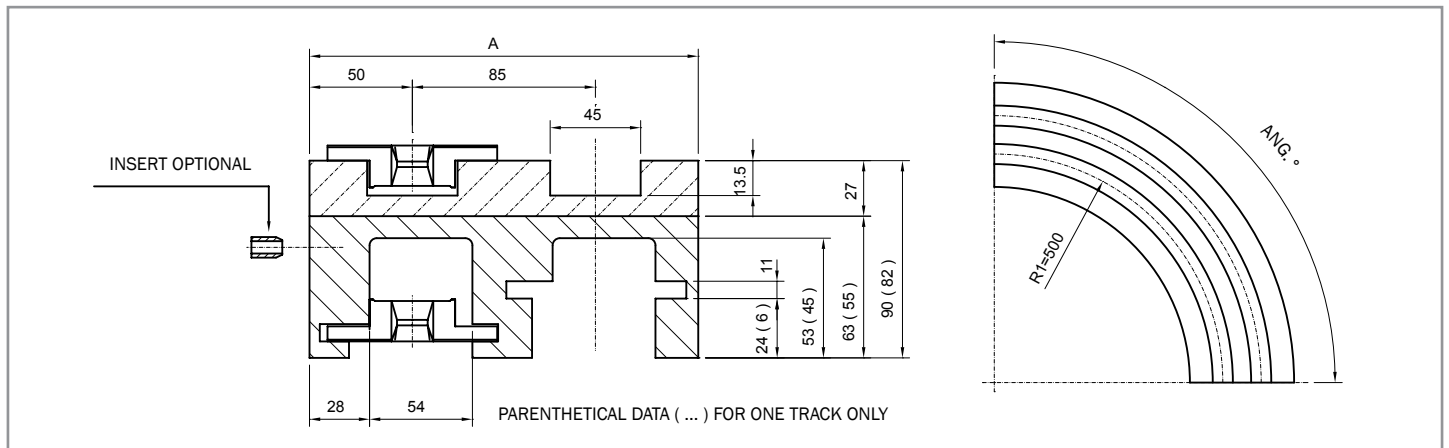 A
50
85
45
INSERT OPTIONAL
13.5
27
11
24 ( 6 )
53 ( 45 )
63 ( 55 )
90 ( 82 )
28
54
PARENTHETICAL DATA ( ... ) FOR ONE TRACK ONLY
ANG. °
R1=500